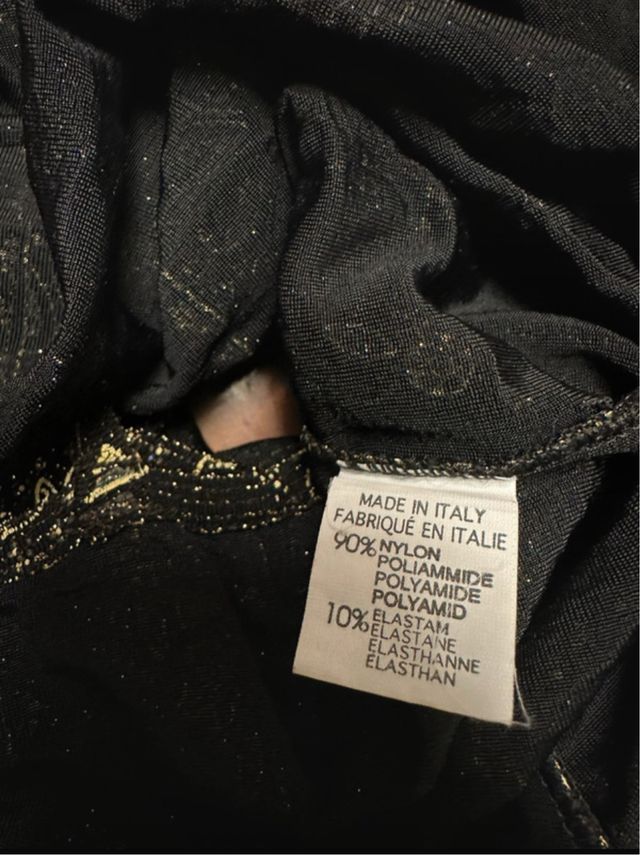 MADE IN ITALY
FABRIQUÉ EN ITALIE
90% NYLON
POLIAMMIDE
POLYAMIDE
POLYAMID
10% ELASTAM
ELASTANE
ELASTHANNE
ELASTHAN